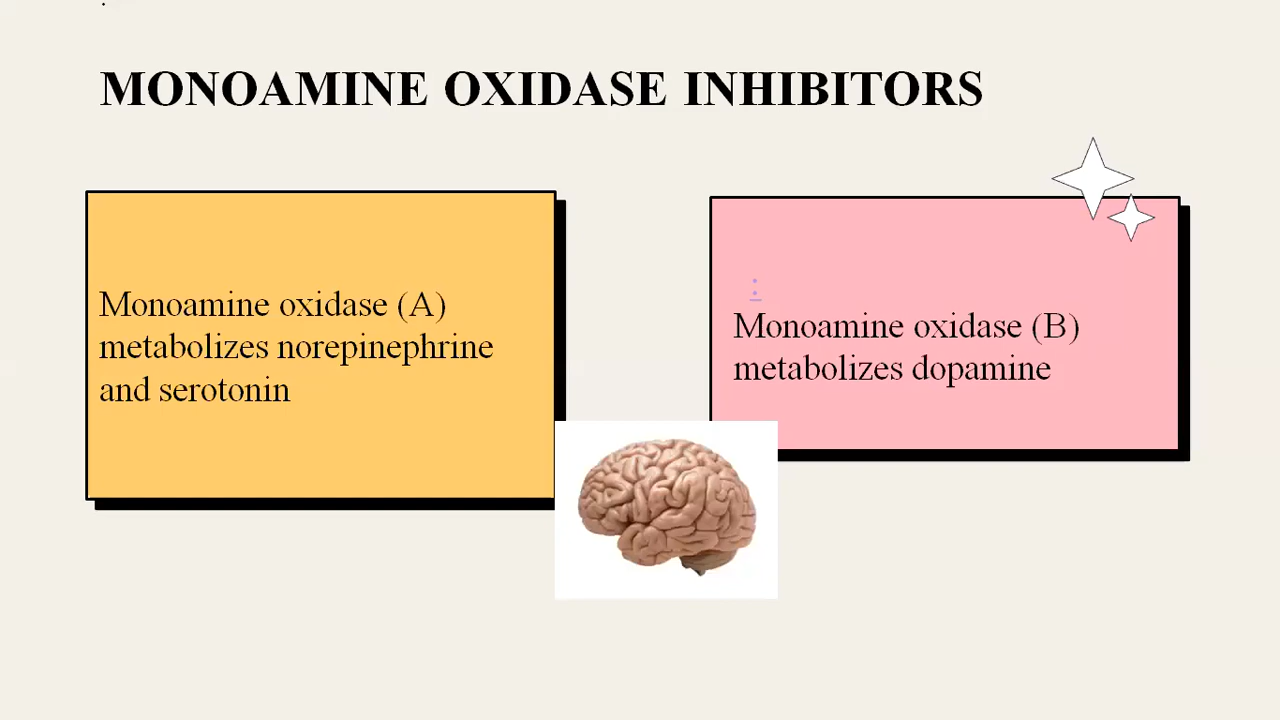 MONOAMINE OXIDASE INHIBITORS
Monoamine oxidase (A)
metabolizes norepinephrine
and serotonin
:
Monoamine oxidase (B)
metabolizes dopamine